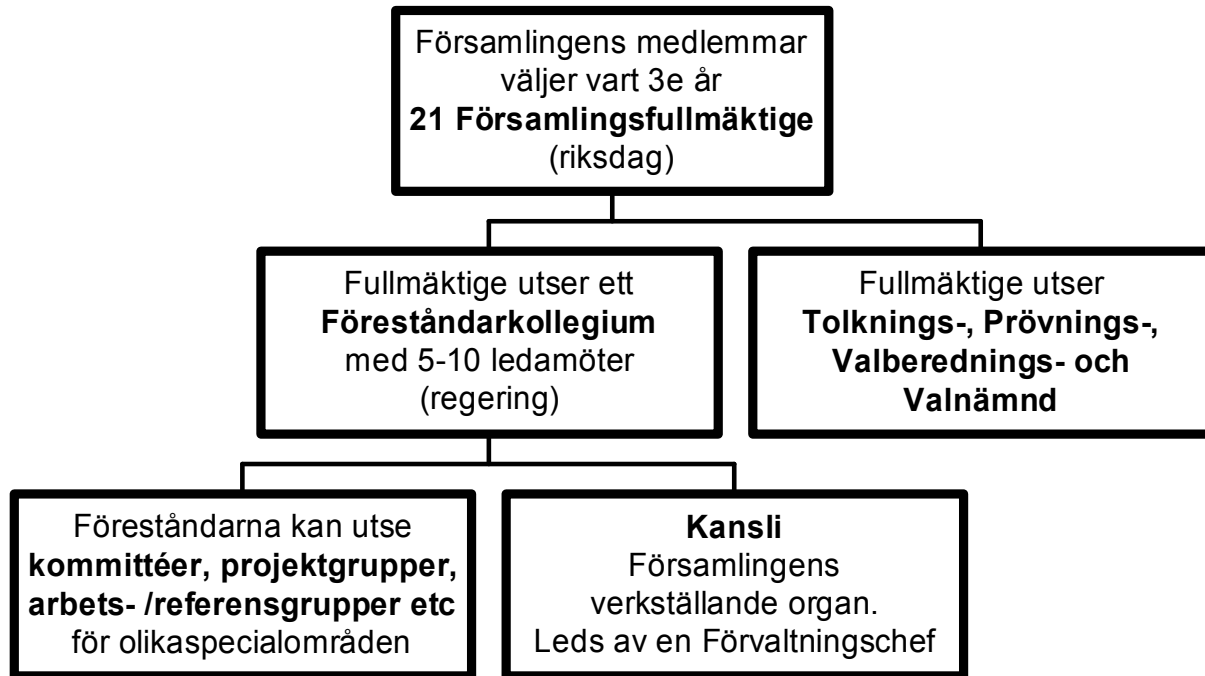 Församlingens medlemmar
väljer vart 3e år
21 Församlingsfullmäktige
(riksdag)
Fullmäktige utser ett
Föreståndarkollegium
med 5-10 ledamöter
(regering)
Fullmäktige utser
Tolknings-, Prövnings-,
Valberednings- och
Valnämnd
Föreståndarna kan utse
kommittéer, projektgrupper,
arbets- /referensgrupper etc
för olikaspecialområden
Kansli
Församlingens
verkställande organ.
Leds av en Förvaltningschef